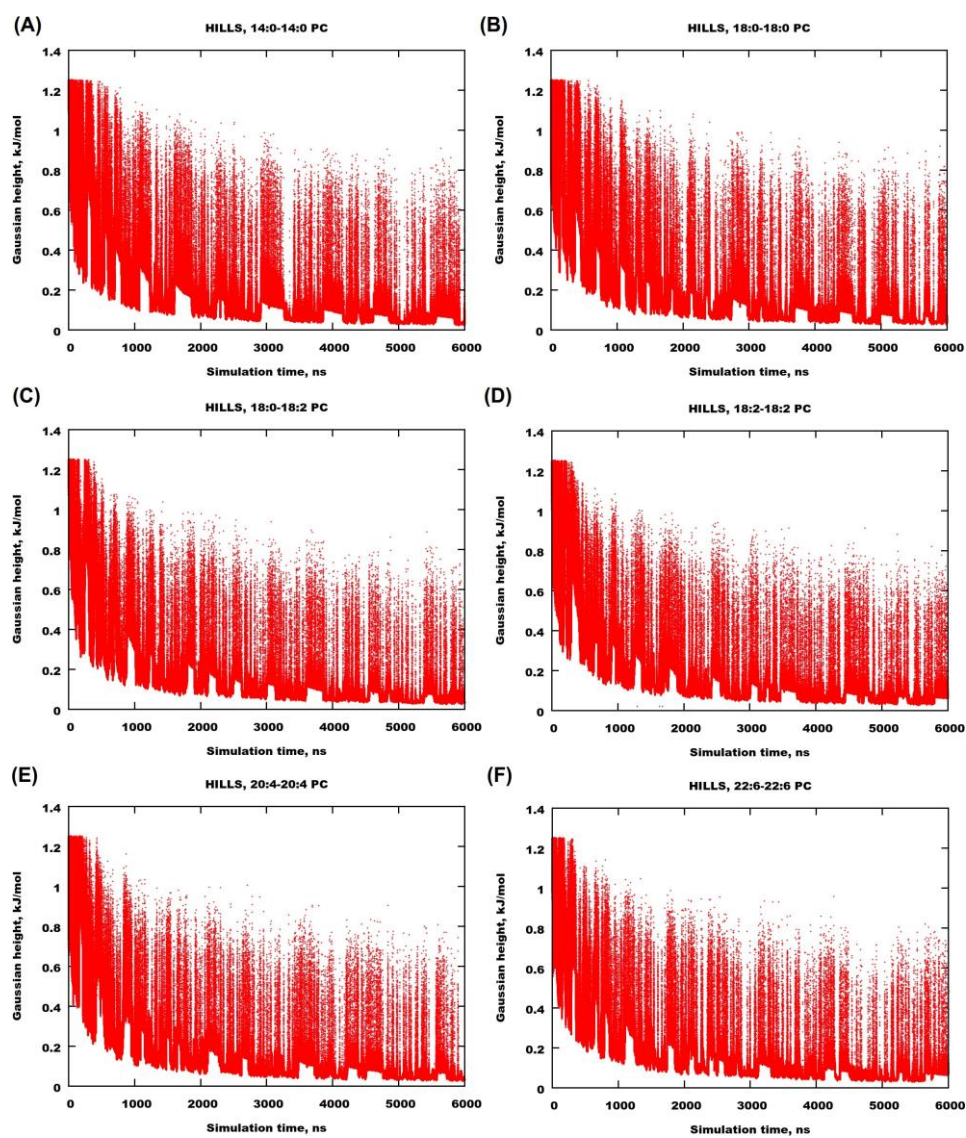 (A)
HILLS, 14:0-14:0 PC
1.4
1.2
1
0.8
0.6
0.4
0.2
0
Gaussian height, kJ/mol
0 1000 2000 3000 4000 5000 6000
Simulation time, ns
(B)
HILLS, 18:0-18:0 PC
1.4
1.2
1
0.8
0.6
0.4
0.2
0
Gaussian height, kJ/mol
0 1000 2000 3000 4000 5000 6000
Simulation time, ns
(C)
HILLS, 18:0-18:2 PC
1.4
1.2
1
0.8
0.6
0.4
0.2
0
Gaussian height, kJ/mol
0 1000 2000 3000 4000 5000 6000
Simulation time, ns
(D)
HILLS, 18:2-18:2 PC
1.4
1.2
1
0.8
0.6
0.4
0.2
0
Gaussian height, kJ/mol
0 1000 2000 3000 4000 5000 6000
Simulation time, ns
(E)
HILLS, 20:4-20:4 PC
1.4
1.2
1
0.8
0.6
0.4
0.2
0
Gaussian height, kJ/mol
0 1000 2000 3000 4000 5000 6000
Simulation time, ns
(F)
HILLS, 22:6-22:6 PC
1.4
1.2
1
0.8
0.6
0.4
0.2
0
Gaussian height, kJ/mol
0 1000 2000 3000 4000 5000 6000
Simulation time, ns